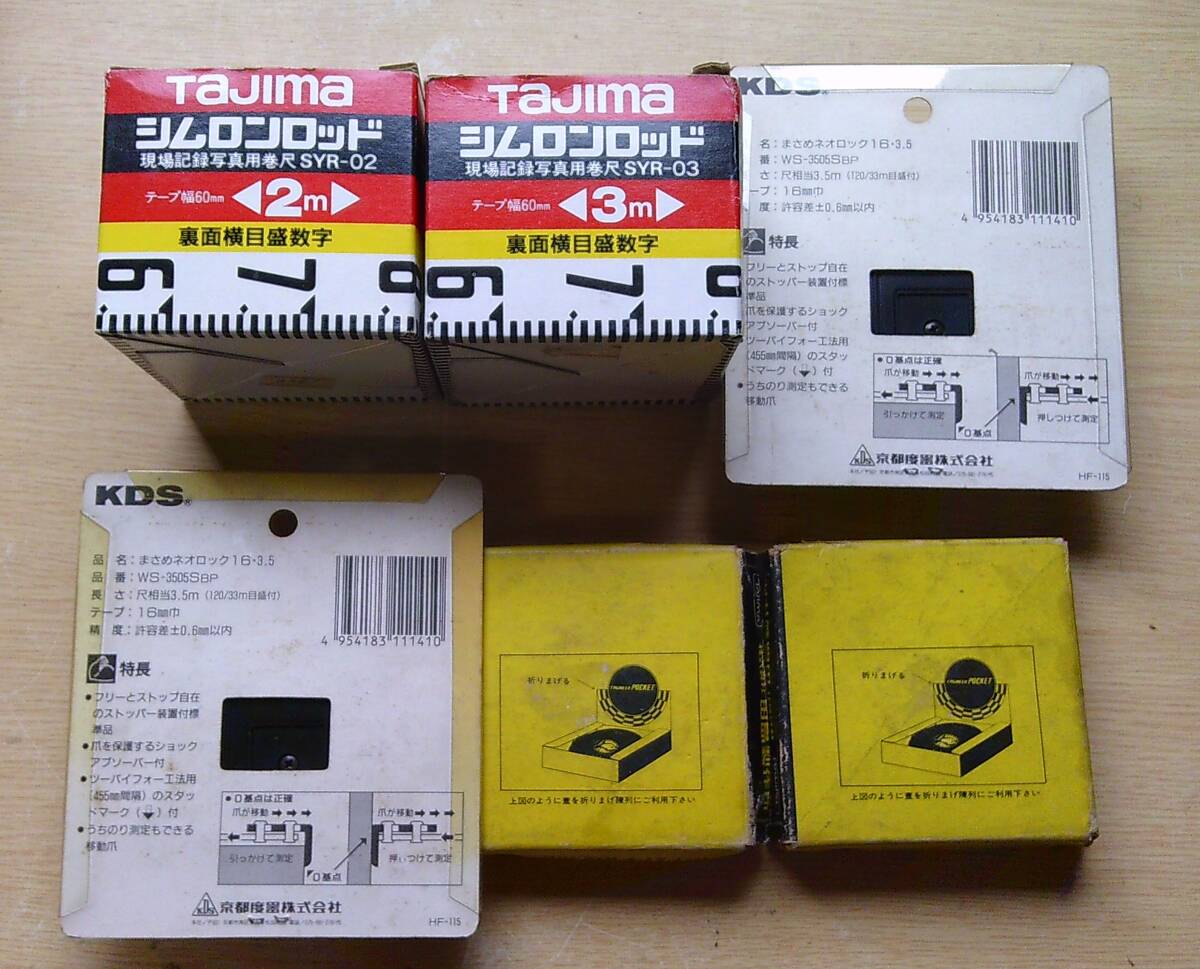 Tajima
シムロンロッド
現場記録写真用巻尺 SYR-02
テープ幅60mm 2m
裏面横目盛数字
6 7
Tajima
シムロンロッド
現場記録写真用巻尺 SYR-03
テープ幅60mm 3m
裏面横目盛数字
6 7
KDS
名:まさめネオロック16・3.5
番:WS-3505SBP
さ:尺相当3.5m(120/33m目盛付)
ープ:16mm巾
度:許容差±0.6mm以内
4 954183 111410
特長
フリーとストップ自在
のストッパー装置付標
準品
爪を保護するショック
アブソーバー付
ツーバイフォー工法用
(455mm間隔)のスタッ
ドマーク( )付
●うちのり測定もできる
移動爪
●0基点は正確
爪が移動
爪が移動
引っかけて測定
押しつけて測定
0基点
KDS 京都度器株式会社
HF-115
KDS®
品 名:まさめネオロック16・3.5
品 番:WS-3505SBP
長 さ:尺相当3.5m(120/33m目盛付)
テープ:16mm巾
精 度:許容差±0.6mm以内
4 954183 111410
特長
●フリーとストップ自在
のストッパー装置付標
準品
●爪を保護するショック
アブソーバー付
●ツーバイフォー工法用
(455mm間隔)のスタッ
ドマーク( )付
●うちのり測定もできる
移動爪
●0基点は正確
爪が移動
爪が移動
引っかけて測定
押しつけて測定
0基点
KDS 京都度器株式会社
HF-115
折りまげる
POCKET
上図のように蓋を折りまげ陳列にご利用下さい
折りまげる
POCKET
上図のように蓋を折りまげ陳列にご利用下さい